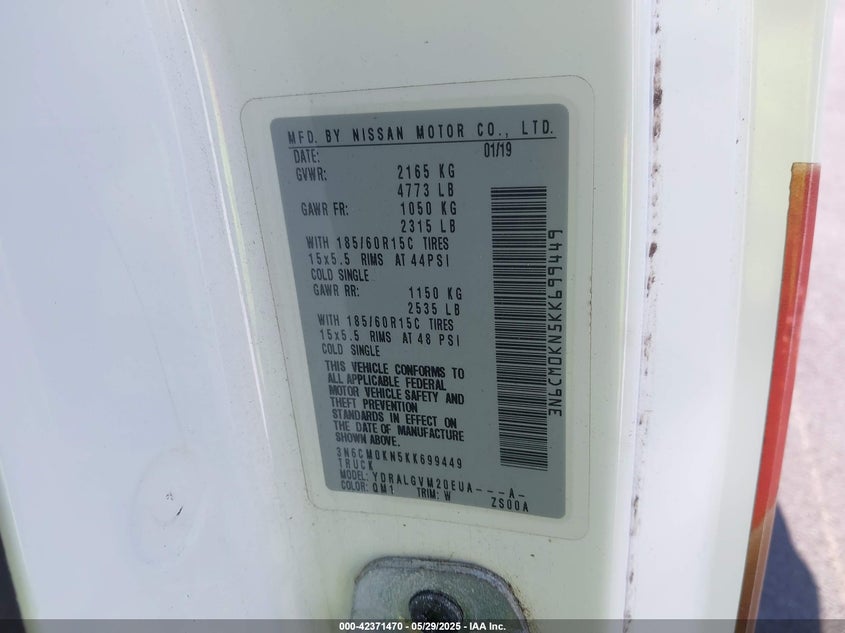 MFD. BY NISSAN MOTOR CO., LTD.
DATE: 01/19
GVWR: 2165 KG
4773 LB
GAWR FR: 1050 KG
2315 LB
WITH 185/60R15C TIRES
15x5.5 RIMS AT 44PSI
COLD SINGLE
GAWR RR: 1150 KG
2535 LB
WITH 185/60R15C TIRES
15x5.5 RIMS AT 48 PSI
COLD SINGLE
THIS VEHICLE CONFORMS TO
ALL APPLICABLE FEDERAL
MOTOR VEHICLE SAFETY AND
THEFT PREVENTION
STANDARDS IN EFFECT ON
THE DATE OF MANUFACTURE
SHOWN ABOVE.
3N6CM0KN5KK699449
TRUCK
MODEL: YDRALGVM20EUA---A-
COLOR: QM1 TRIM: W ZS00A
3N6CM0KN5KK699449
000-42371470 - 05/29/2025 - IAA Inc.